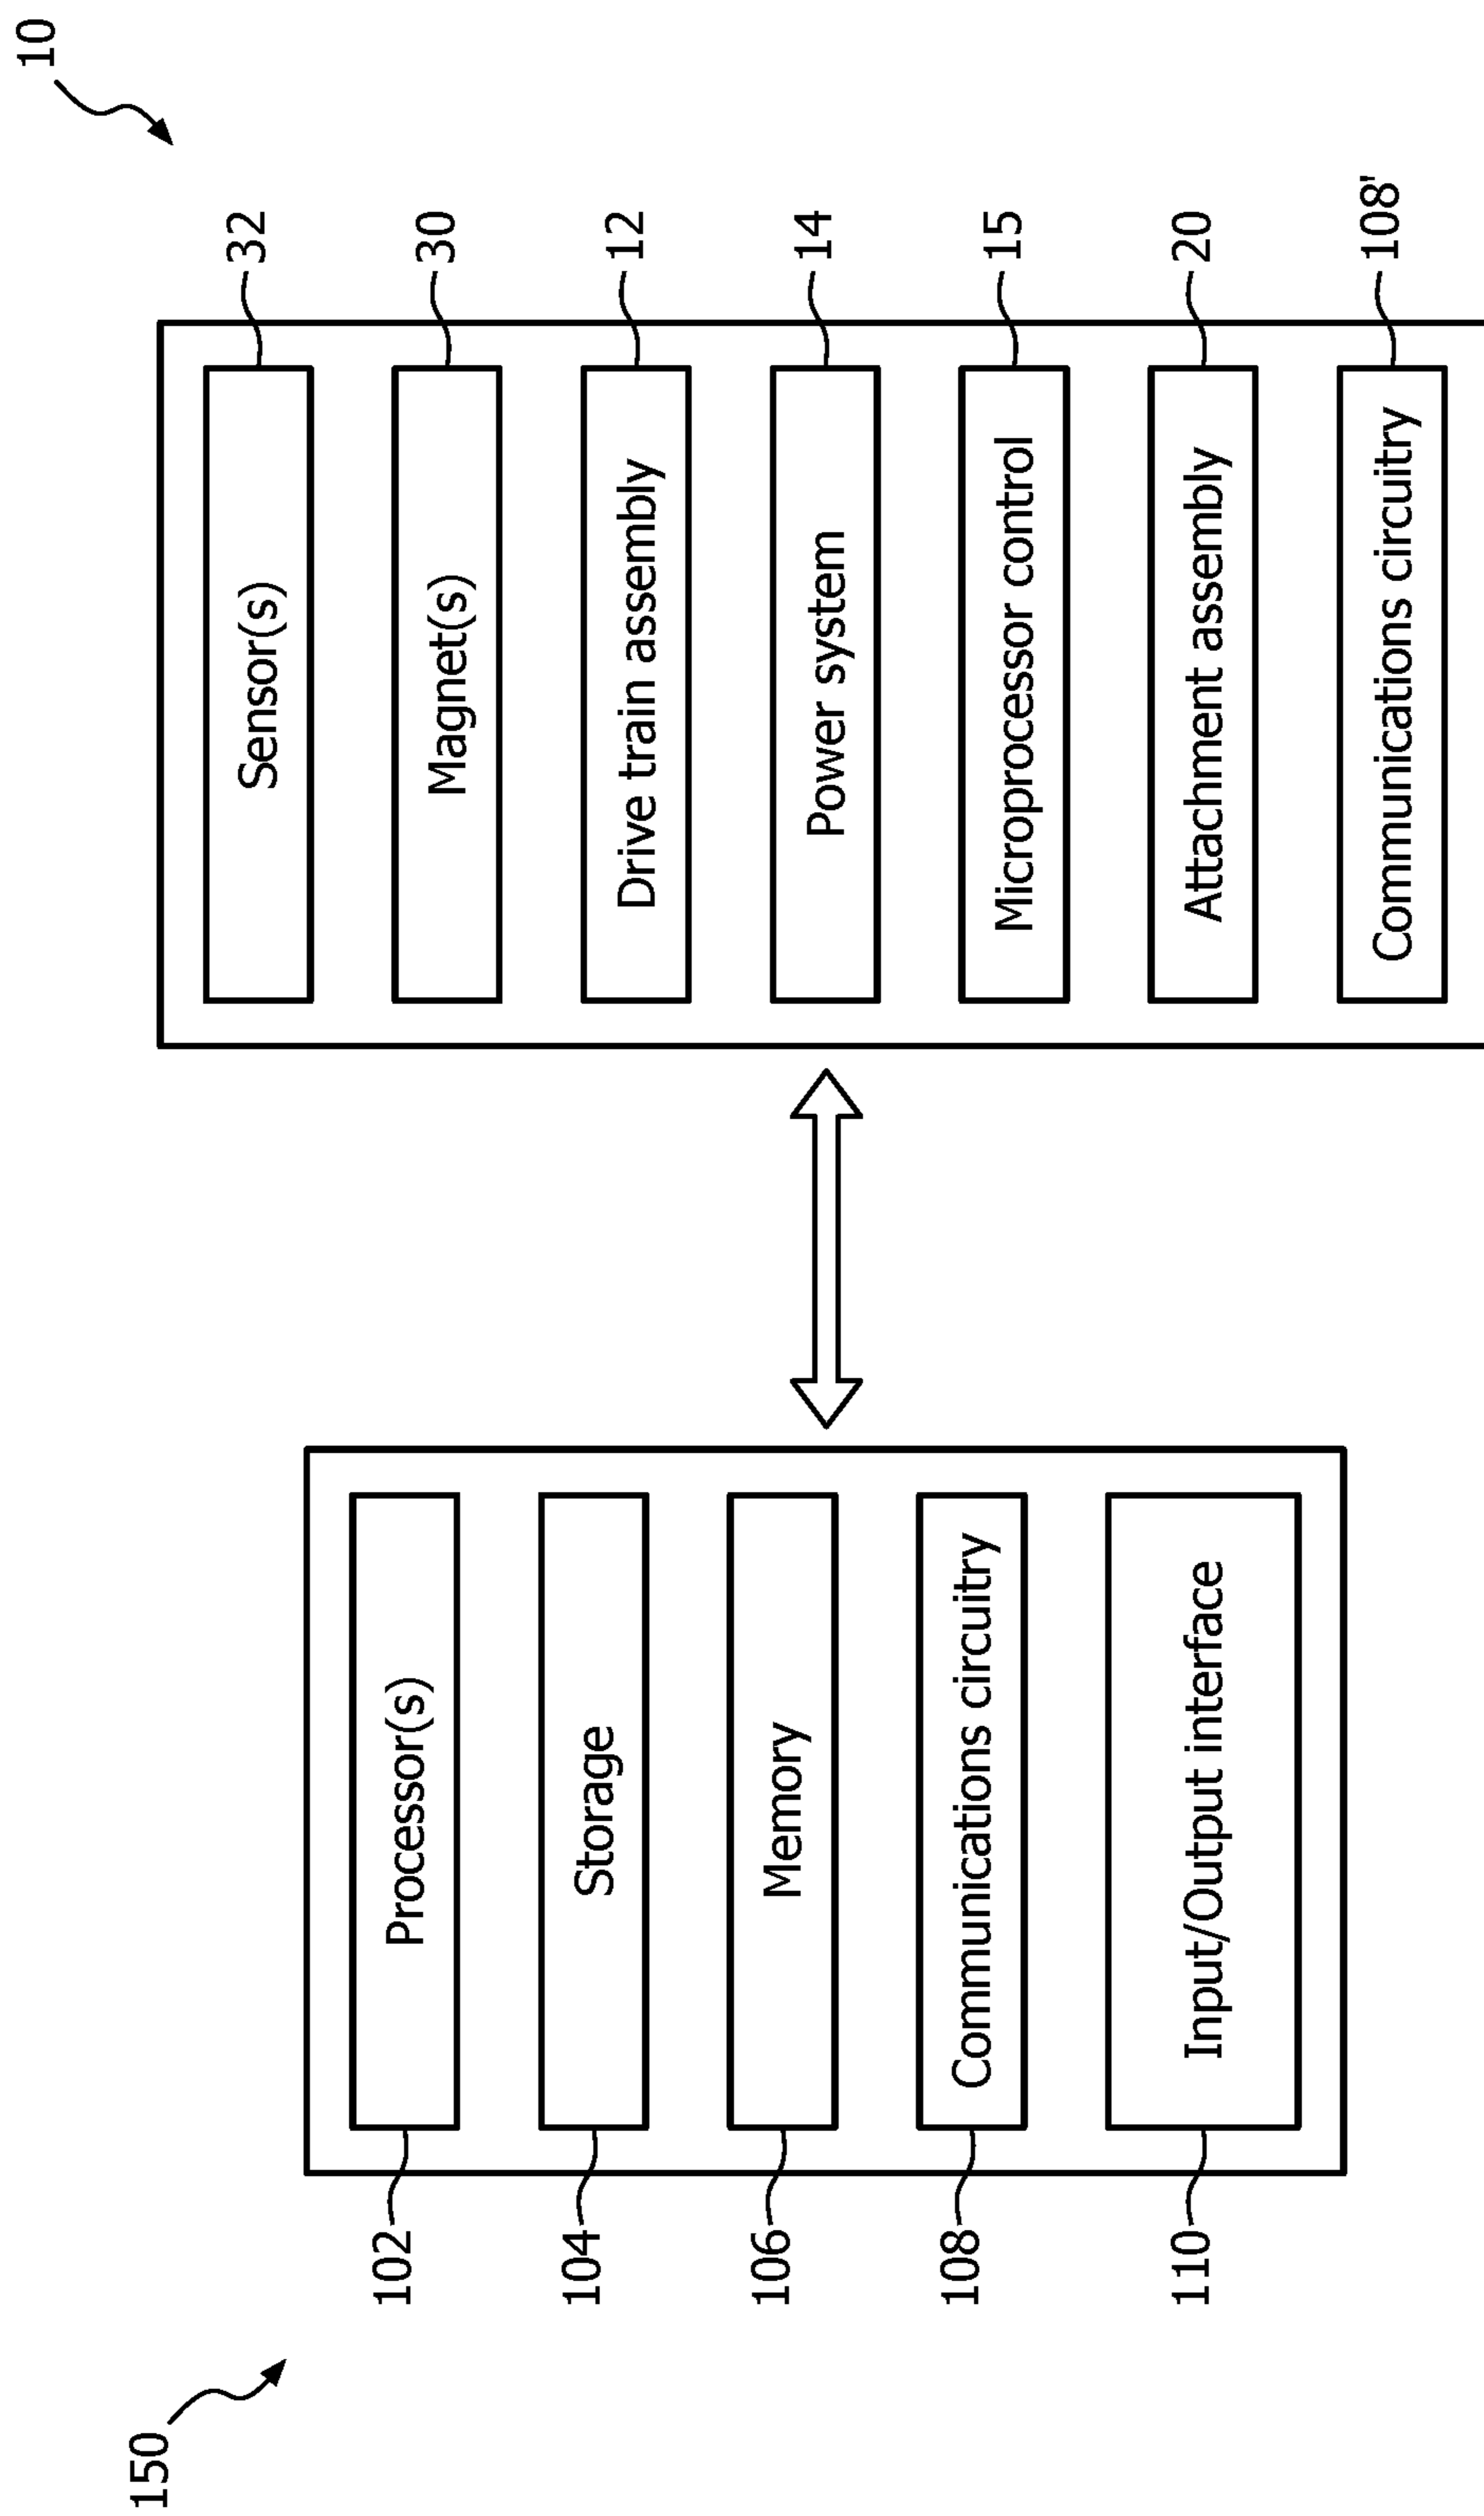 150
102
Processor(s)
104
Storage
106
Memory
108
Communications circuitry
110
Input/Output interface
10
Sensor(s)
32
Magnet(s)
30
Drive train assembly
12
Power system
14
Microprocessor control
15
Attachment assembly
20
Communications circuitry
108'